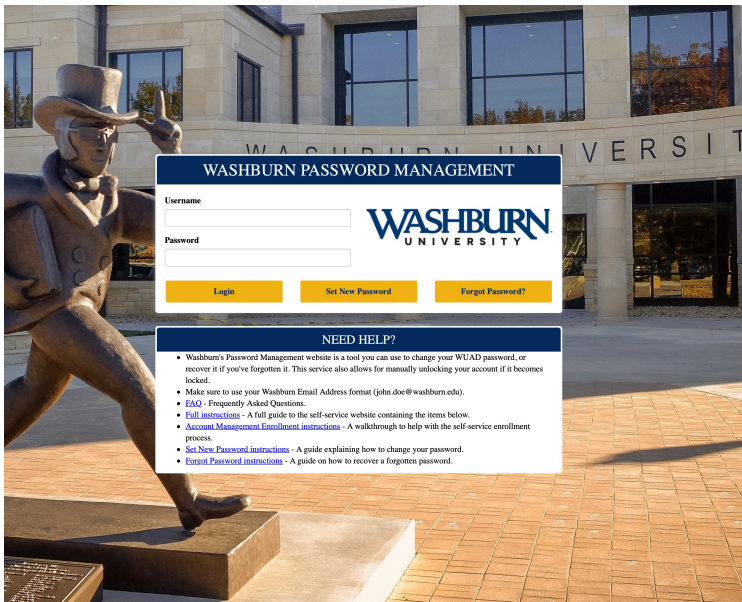 WASHBURN UNIVERSIT
WASHBURN PASSWORD MANAGEMENT
Username
WASHBURN
UNIVERSITY
Password
Login
Set New Password
Forgot Password?
NEED HELP?
• Washburn's Password Management website is a tool you can use to change your WUAD password, or
recover it if you've forgotten it. This service also allows for manually unlocking your account if it becomes
locked.
• Make sure to use your Washburn Email Address format (john.doe@washburn.edu).
• FAQ - Frequently Asked Questions.
• Full instructions - A full guide to the self-service website containing the items below.
• Account Management Enrollment instructions - A walkthrough to help with the self-service enrollment
process.
• Set New Password instructions - A guide explaining how to change your password.
• Forgot Password instructions - A guide on how to recover a forgotten password.